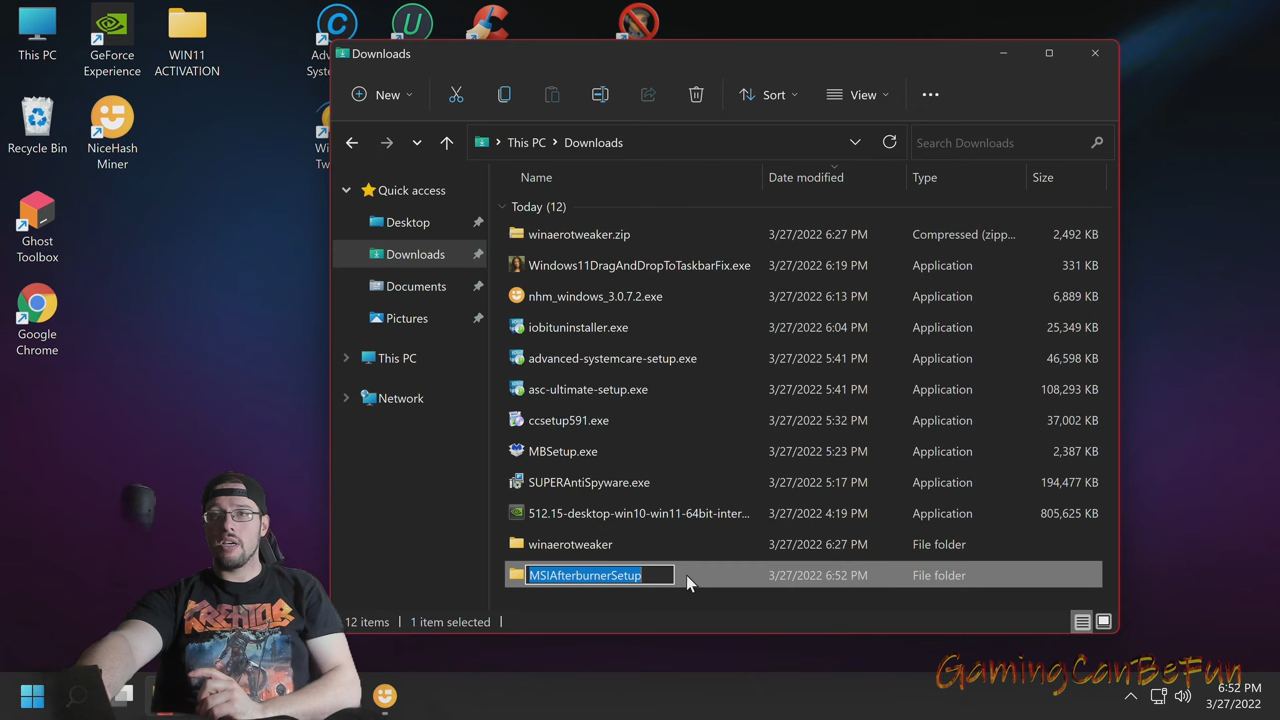 This PC
GeForce
Experience
WIN11
ACTIVATION
Recycle Bin
NiceHash
Miner
Ghost
Toolbox
Google
Chrome
Downloads
New
Sort
View
This PC
Downloads
Search Downloads
Quick access
Desktop
Downloads
Documents
Pictures
This PC
Network
Name Date modified Type Size
Today (12)
winaerotweaker.zip 3/27/2022 6:27 PM Compressed (zipp... 2,492 KB
Windows11DragAndDropToTaskbarFix.exe 3/27/2022 6:19 PM Application 331 KB
nhm_windows_3.0.7.2.exe 3/27/2022 6:13 PM Application 6,889 KB
iobituninstaller.exe 3/27/2022 6:04 PM Application 25,349 KB
advanced-systemcare-setup.exe 3/27/2022 5:41 PM Application 46,598 KB
asc-ultimate-setup.exe 3/27/2022 5:41 PM Application 108,293 KB
ccsetup591.exe 3/27/2022 5:32 PM Application 37,002 KB
MBSetup.exe 3/27/2022 5:23 PM Application 2,387 KB
SUPERAntiSpyware.exe 3/27/2022 5:17 PM Application 194,477 KB
512.15-desktop-win10-win11-64bit-inter... 3/27/2022 4:19 PM Application 805,625 KB
winaerotweaker 3/27/2022 6:27 PM File folder
MSIAfterburnerSetup 3/27/2022 6:52 PM File folder
12 items 1 item selected
KREATOR
GamingCanBeFun
6:52 PM
3/27/2022